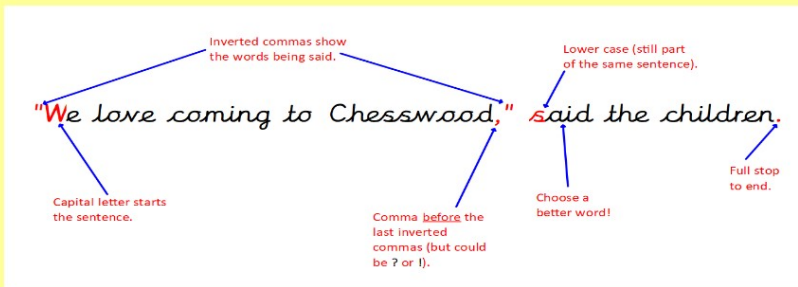 Inverted commas show
the words being said.
Lower case (still part
of the same sentence).
"We love coming to Chesswood," said the children.
Capital letter starts
the sentence.
Comma before the
last inverted
commas (but could
be ? or !).
Choose a
better word!
Full stop
to end.